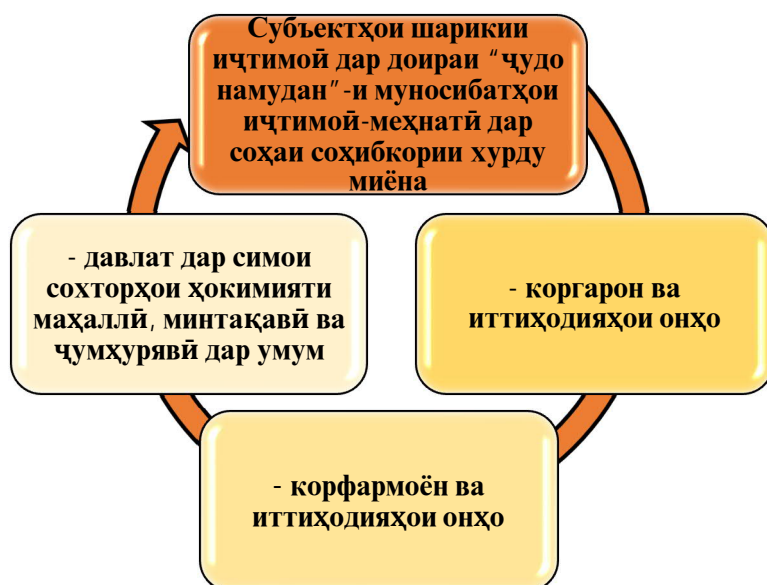 Субъектҳои шарикии
иҷтимоӣ дар доираи “ҷудо
намудан”-и муносибатҳои
иҷтимоӣ-меҳнатӣ дар
соҳаи соҳибкории хурду
миёна
- коргарон ва
иттиҳодияҳои онҳо
- корфармоён ва
иттиҳодияҳои онҳо
- давлат дар симои
сохторҳои ҳокимияти
маҳаллӣ, минтақавӣ ва
ҷумҳурявӣ дар умум